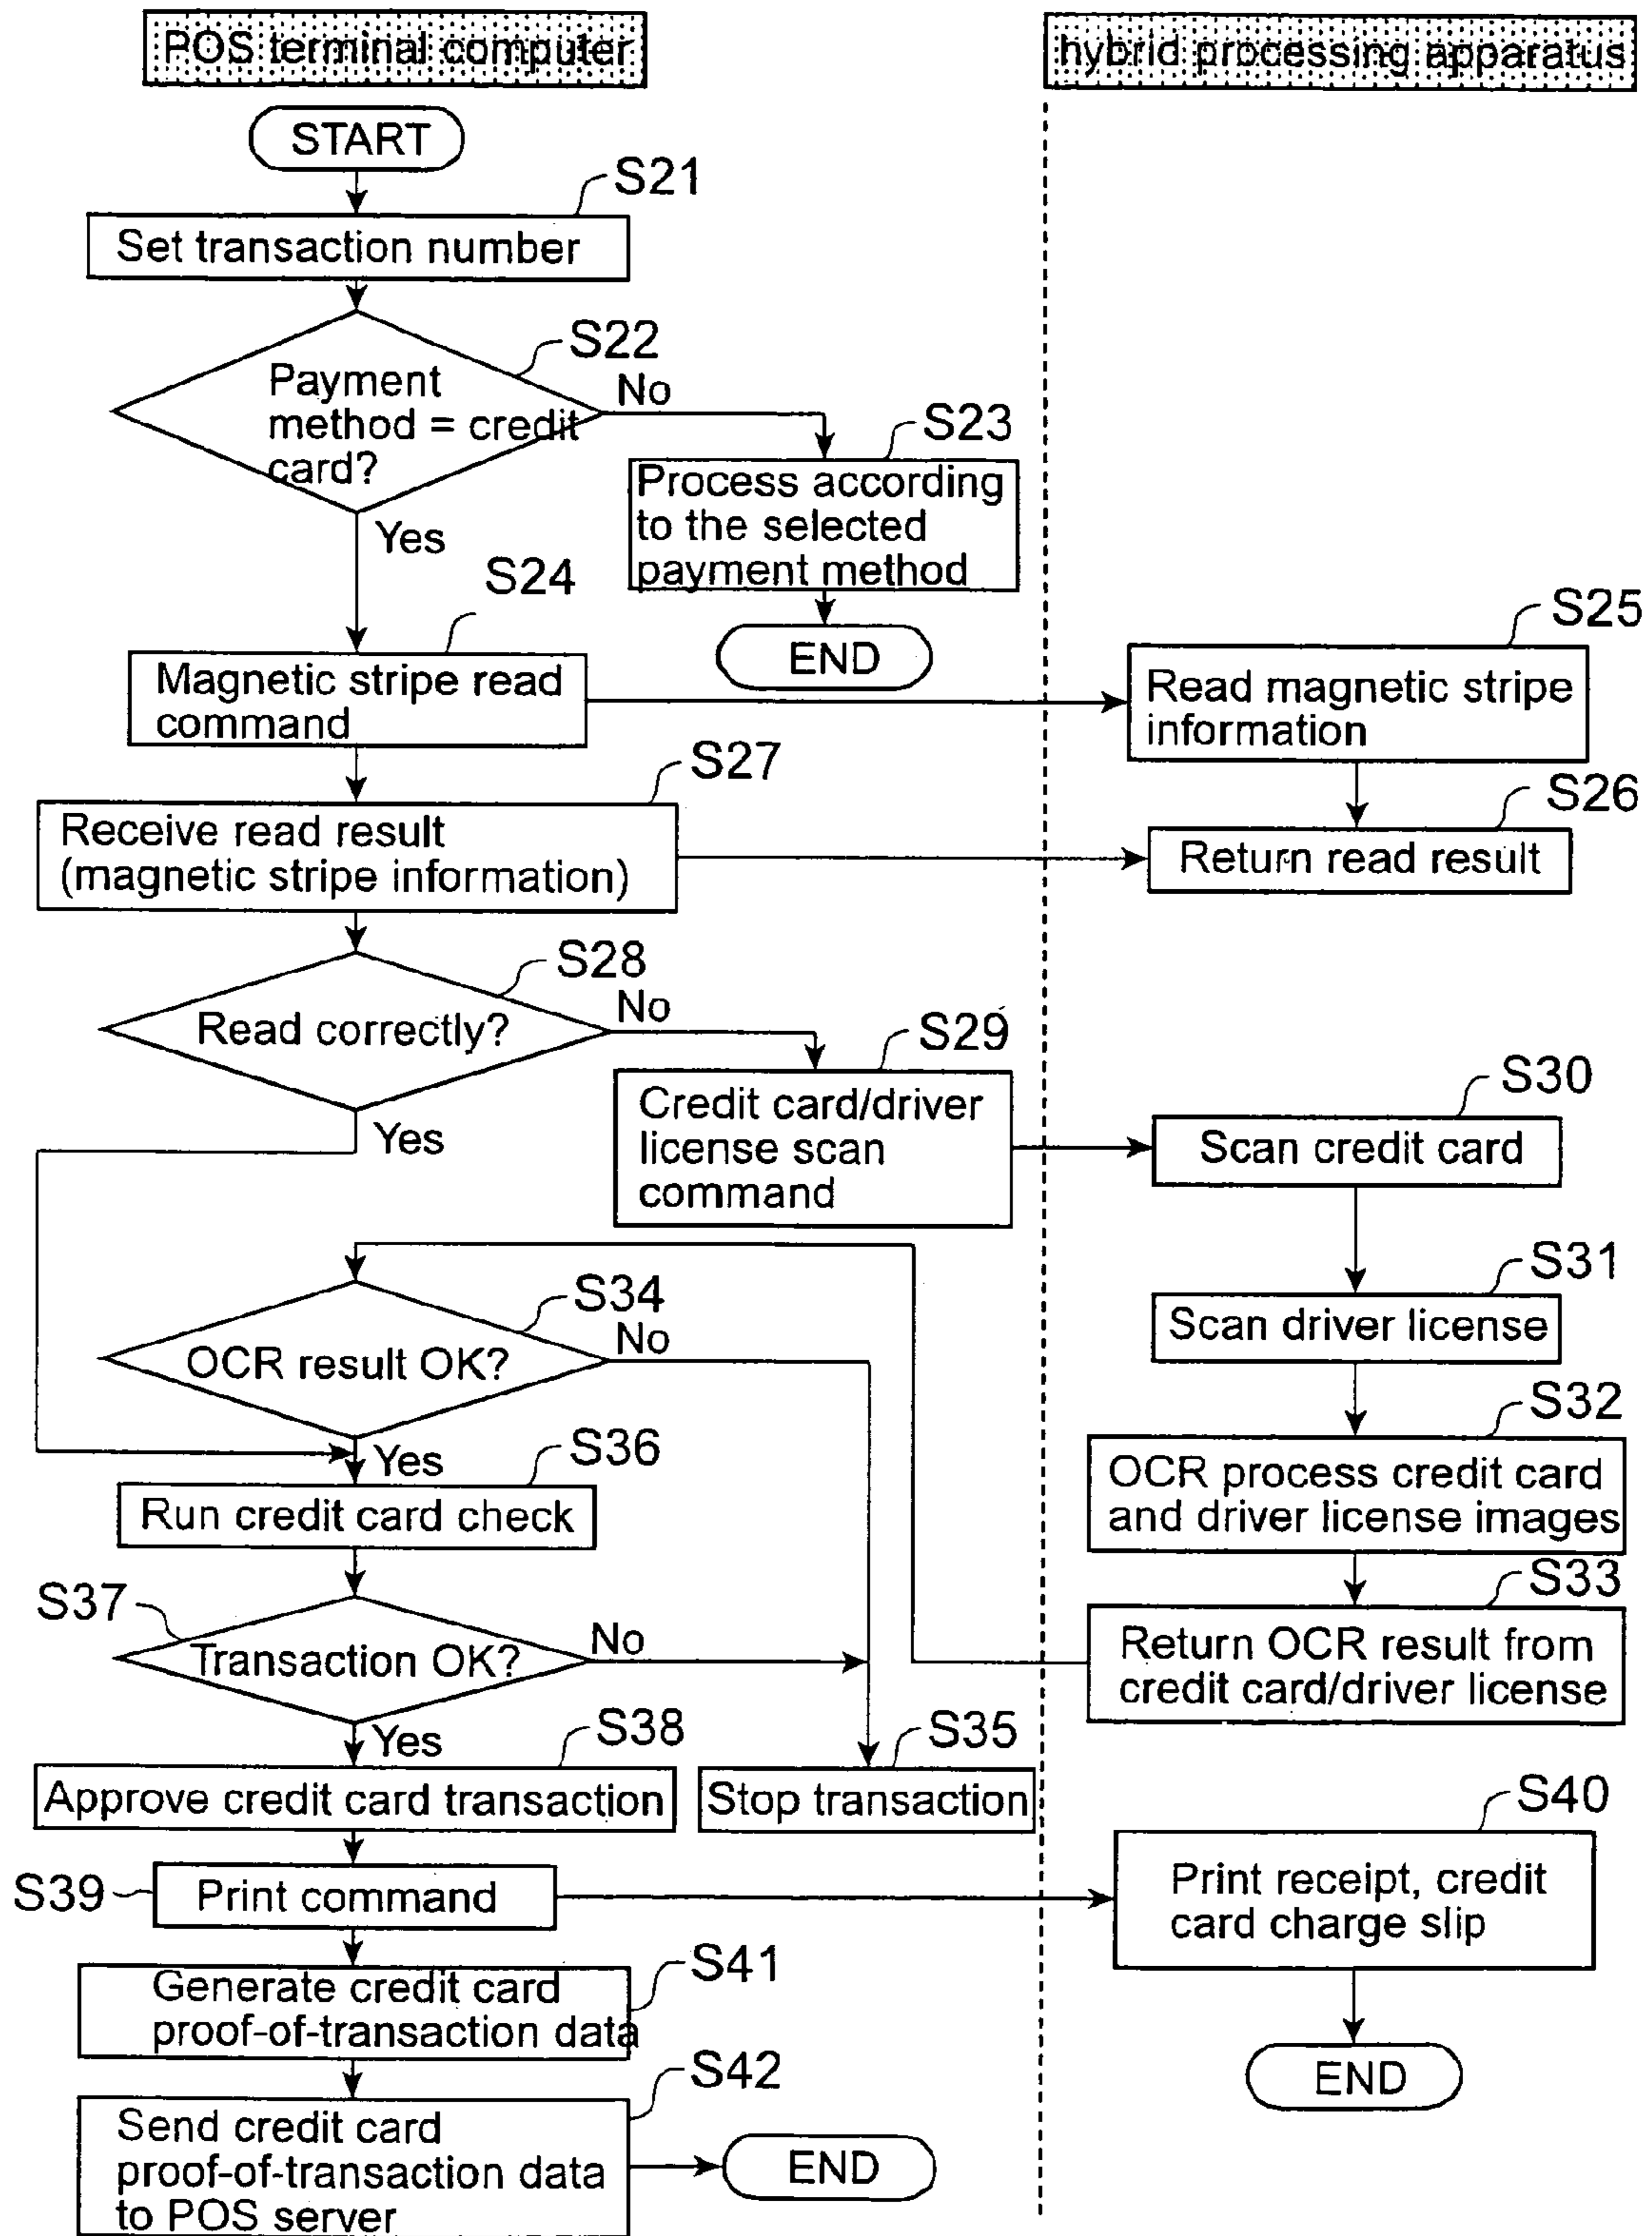 POS terminal computer
hybrid processing apparatus
START
S21
Set transaction number
S22
Payment
method = credit
card?
No
Yes
S23
Process according
to the selected
payment method
END
S24
Magnetic stripe read
command
S25
Read magnetic stripe
information
S27
Receive read result
(magnetic stripe information)
S26
Return read result
S28
Read correctly?
No
Yes
S29
Credit card/driver
license scan
command
S30
Scan credit card
S31
Scan driver license
S32
OCR process credit card
and driver license images
S33
Return OCR result from
credit card/driver license
S34
OCR result OK?
No
Yes
S36
Run credit card check
S37
Transaction OK?
No
Yes
S38
Approve credit card transaction
S35
Stop transaction
S39
Print command
S40
Print receipt, credit
card charge slip
END
S41
Generate credit card
proof-of-transaction data
S42
Send credit card
proof-of-transaction data
to POS server
END